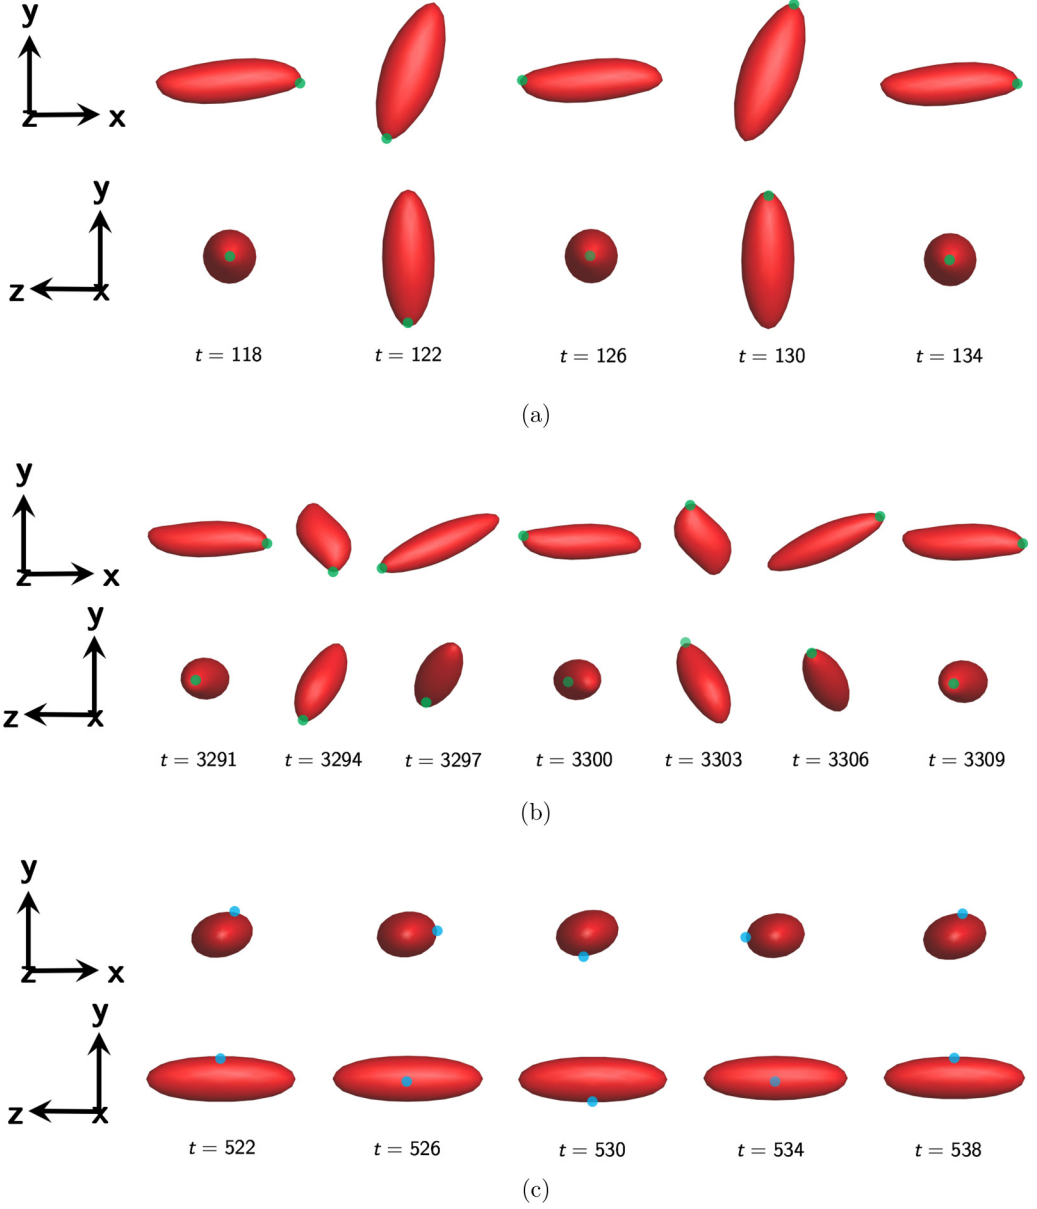 y
z x
y
z x
t = 118 t = 122 t = 126 t = 130 t = 134
(a)
y
z x
y
z x
t = 3291 t = 3294 t = 3297 t = 3300 t = 3303 t = 3306 t = 3309
(b)
y
z x
y
z x
t = 522 t = 526 t = 530 t = 534 t = 538
(c)